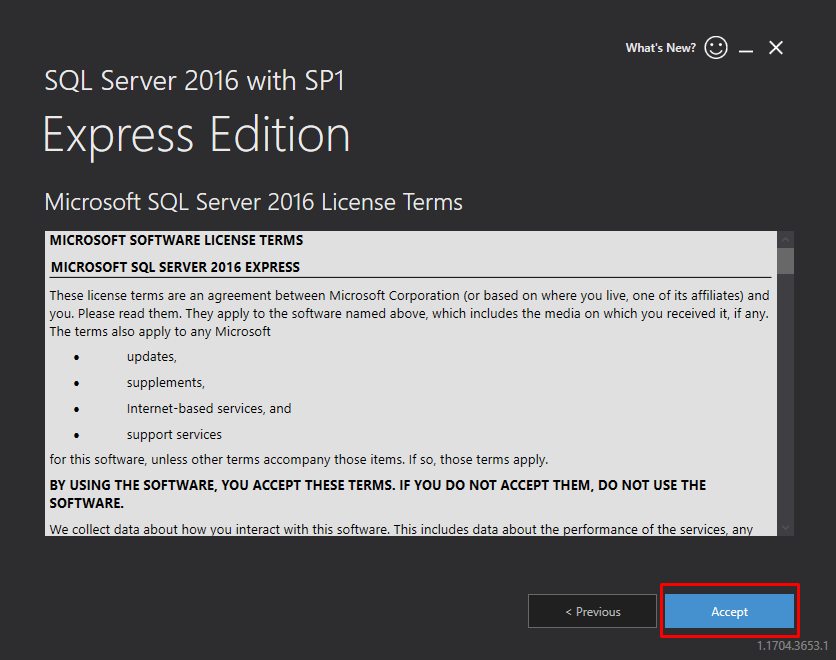 What's New?
SQL Server 2016 with SP1
Express Edition
Microsoft SQL Server 2016 License Terms
MICROSOFT SOFTWARE LICENSE TERMS
MICROSOFT SQL SERVER 2016 EXPRESS
These license terms are an agreement between Microsoft Corporation (or based on where you live, one of its affiliates) and
you. Please read them. They apply to the software named above, which includes the media on which you received it, if any.
The terms also apply to any Microsoft
• updates,
• supplements,
• Internet-based services, and
• support services
for this software, unless other terms accompany those items. If so, those terms apply.
BY USING THE SOFTWARE, YOU ACCEPT THESE TERMS. IF YOU DO NOT ACCEPT THEM, DO NOT USE THE
SOFTWARE.
We collect data about how you interact with this software. This includes data about the performance of the services, any
< Previous
Accept
1.1704.3653.1